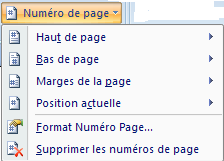 Numéro de page
Haut de page
Bas de page
Marges de la page
Position actuelle
Format Numéro Page...
Supprimer les numéros de page